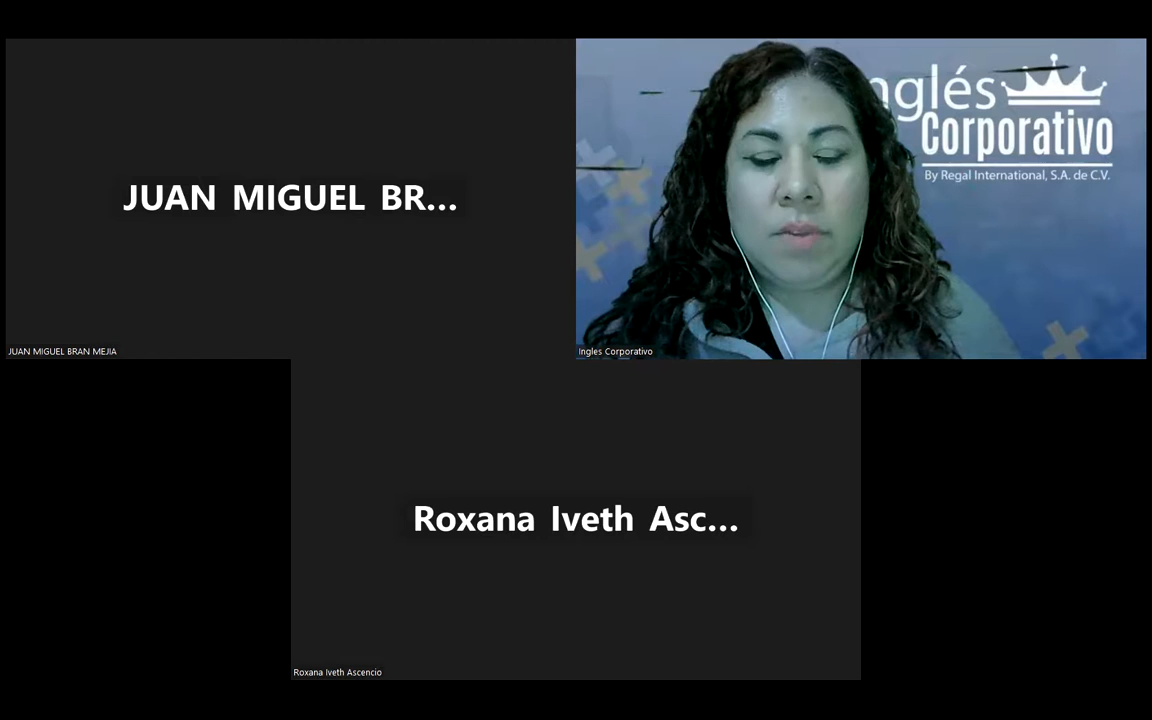 JUAN MIGUEL BR...
JUAN MIGUEL BRAN MEJIA
nglés
Corporativo
By Regal International, S.A. de C.V.
Ingles Corporativo
Roxana Iveth Asc...
Roxana Iveth Ascencio